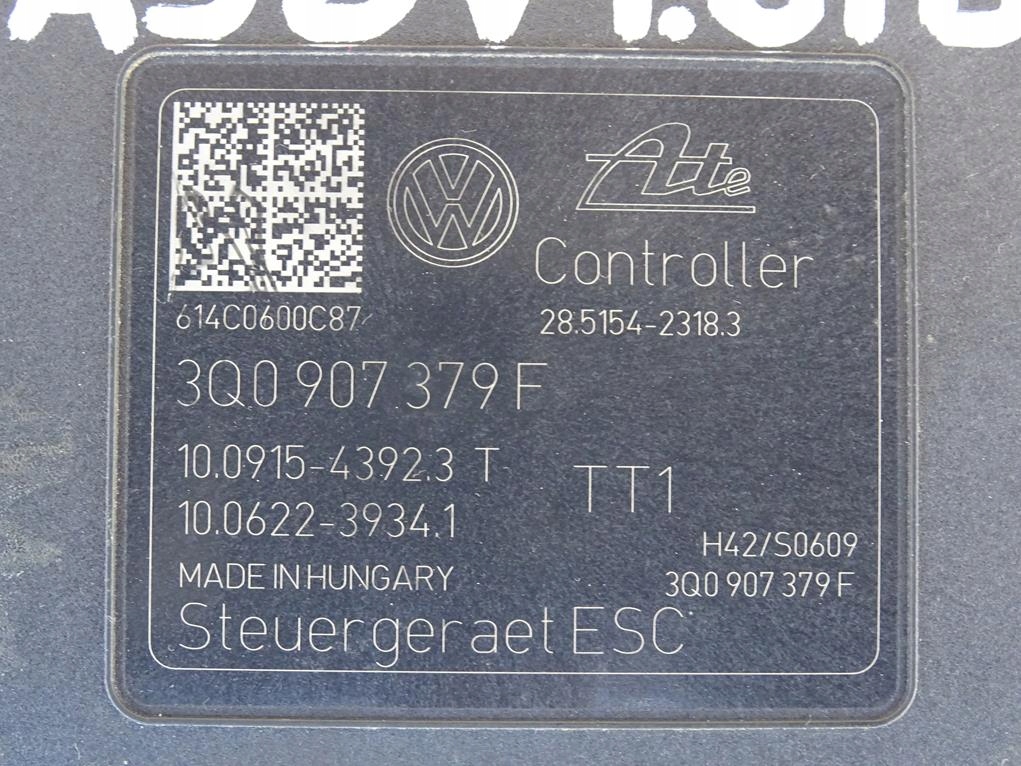 Ate
Controller
614C0600C87
28.5154-2318.3
3Q0 907 379 F
10.0915-4392.3 T
TT1
10.0622-3934.1
H42/S0609
MADE IN HUNGARY
3Q0 907 379 F
Steuergeraet ESC